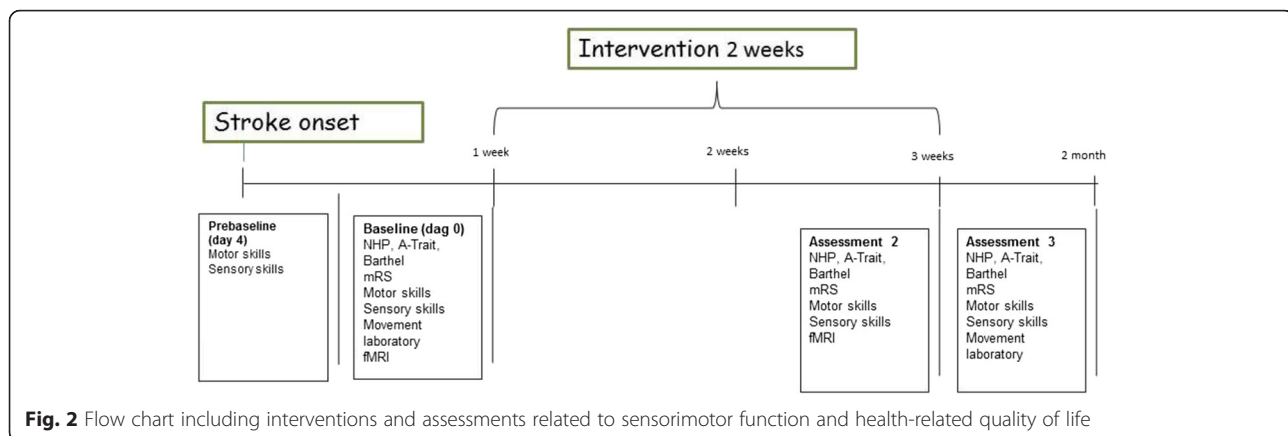 Intervention 2 weeks
Stroke onset
1 week
2 weeks
3 weeks
2 month
Prebaseline
(day 4)
Motor skills
Sensory skills
Baseline (dag 0)
NHP, A-Trait,
Barthel
mRS
Motor skills
Sensory skills
Movement
laboratory
fMRI
Assessment 2
NHP, A-Trait,
Barthel
mRS
Motor skills
Sensory skills
fMRI
Assessment 3
NHP, A-Trait,
Barthel
mRS
Motor skills
Sensory skills
Movement
laboratory
Fig. 2 Flow chart including interventions and assessments related to sensorimotor function and health-related quality of life